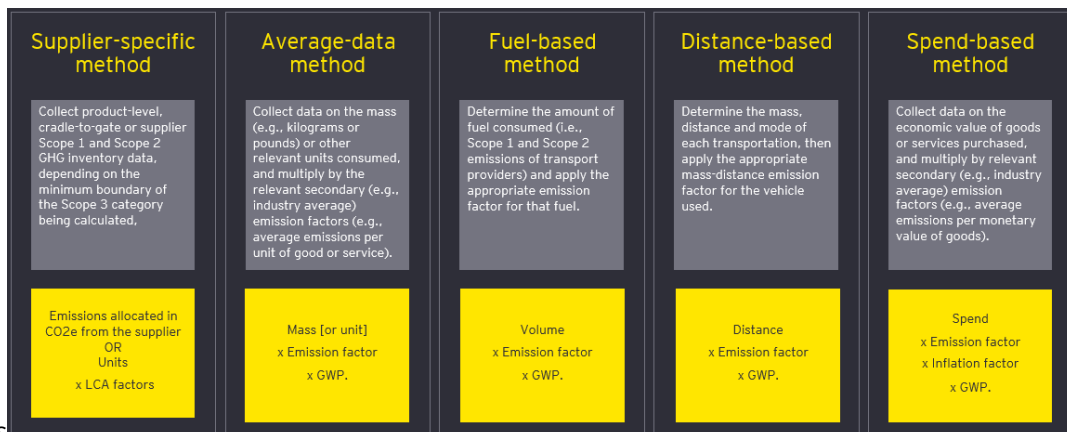 Supplier-specific
method
Collect product-level,
cradle-to-gate or supplier
Scope 1 and Scope 2
GHG inventory data,
depending on the
minimum boundary of
the Scope 3 category
being calculated,
Emissions allocated in
CO2e from the supplier
OR
Units
x LCA factors
Average-data
method
Collect data on the mass
(e.g., kilograms or
pounds) or other
relevant units consumed,
and multiply by the
relevant secondary (e.g.,
industry average)
emission factors (e.g.,
average emissions per
unit of good or service).
Mass [or unit]
x Emission factor
x GWP.
Fuel-based
method
Determine the amount of
fuel consumed (i.e.,
Scope 1 and Scope 2
emissions of transport
providers) and apply the
appropriate emission
factor for that fuel.
Volume
x Emission factor
x GWP.
Distance-based
method
Determine the mass,
distance and mode of
each transportation, then
apply the appropriate
mass-distance emission
factor for the vehicle
used.
Distance
x Emission factor
x GWP.
Spend-based
method
Collect data on the
economic value of goods
or services purchased,
and multiply by relevant
secondary (e.g., industry
average) emission
factors (e.g., average
emissions per monetary
value of goods).
Spend
x Emission factor
x Inflation factor
x GWP.